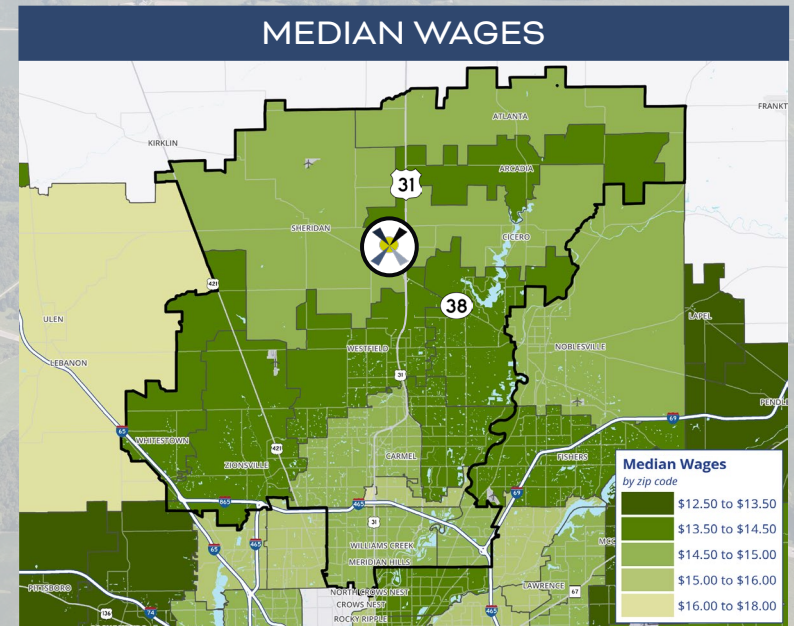 MEDIAN WAGES
FRANKT
ATLANTA
KIRKLIN
ARCADIA
31
SHERIDAN
CICERO
421
38
LAPEL
ULEN
NOBLESVILLE
WESTFIELD
LEBANON
31
PENDLE
69
65
WHITESTOWN
421
CARMEL
FISHERS
ZIONSVILLE
69
865
465
31
65
465
WILLIAMS CREEK
MERIDIAN HILLS
MCC
PITTSBORO
NORTH CROWS NEST
LAWRENCE
67
CROWS NEST
136
74
465
ROCKY RIPPLE
Median Wages
by zip code
$12.50 to $13.50
$13.50 to $14.50
$14.50 to $15.00
$15.00 to $16.00
$16.00 to $18.00